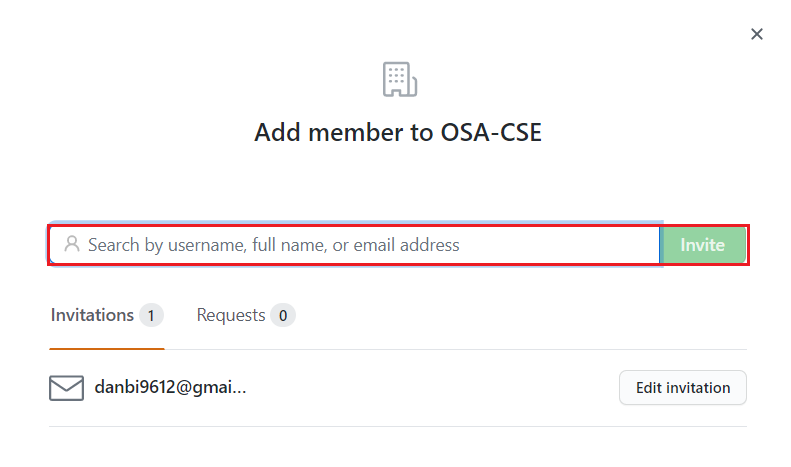 Add member to OSA-CSE
Search by username, full name, or email address
Invite
Invitations 1 Requests 0
danbi9612@gmai...
Edit invitation